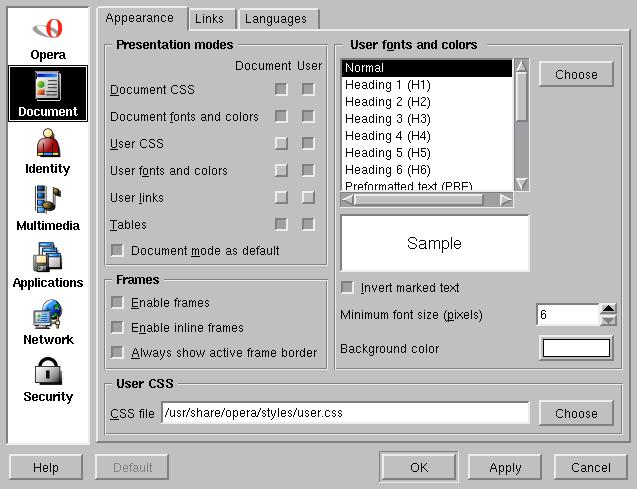 Appearance
Links
Languages
Opera
Document
Identity
Multimedia
Applications
Network
Security
Presentation modes
Document User
Document CSS
Document fonts and colors
User CSS
User fonts and colors
User links
Tables
Document mode as default
Frames
Enable frames
Enable inline frames
Always show active frame border
User fonts and colors
Normal
Heading 1 (H1)
Heading 2 (H2)
Heading 3 (H3)
Heading 4 (H4)
Heading 5 (H5)
Heading 6 (H6)
Preformatted text (PRE)
Choose
Sample
Invert marked text
Minimum font size (pixels) 6
Background color
User CSS
CSS file /usr/share/opera/styles/user.css Choose
Help Default OK Apply Cancel